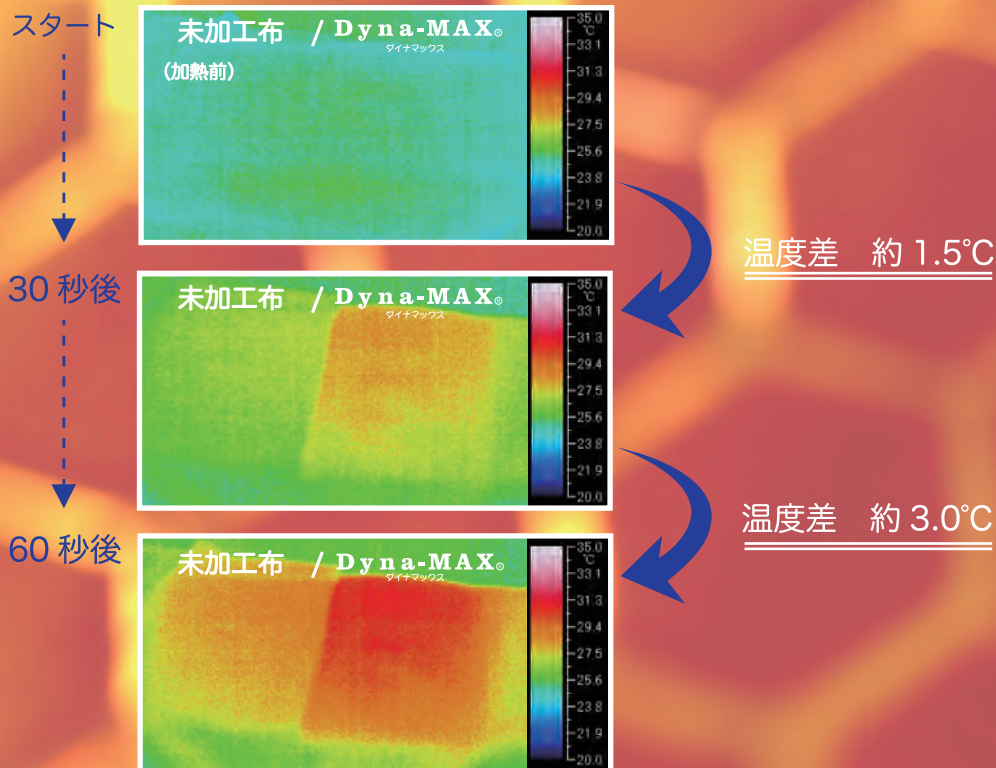 スタート
未加工布 / Dyna-MAX®
ダイナマックス
（加熱前）
35.0
℃
33.1
31.3
29.4
27.5
25.6
23.8
21.9
20.0
温度差 約1.5℃
30秒後
未加工布 / Dyna-MAX®
ダイナマックス
35.0
℃
33.1
31.3
29.4
27.5
25.6
23.8
21.9
20.0
温度差 約3.0℃
60秒後
未加工布 / Dyna-MAX®
ダイナマックス
35.0
℃
33.1
31.3
29.4
27.5
25.6
23.8
21.9
20.0